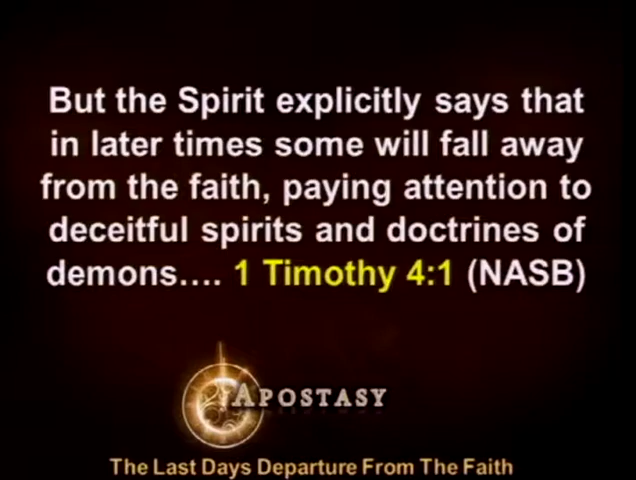 But the Spirit explicitly says that
in later times some will fall away
from the faith, paying attention to
deceitful spirits and doctrines of
demons.... 1 Timothy 4:1 (NASB)
APOSTASY
The Last Days Departure From The Faith